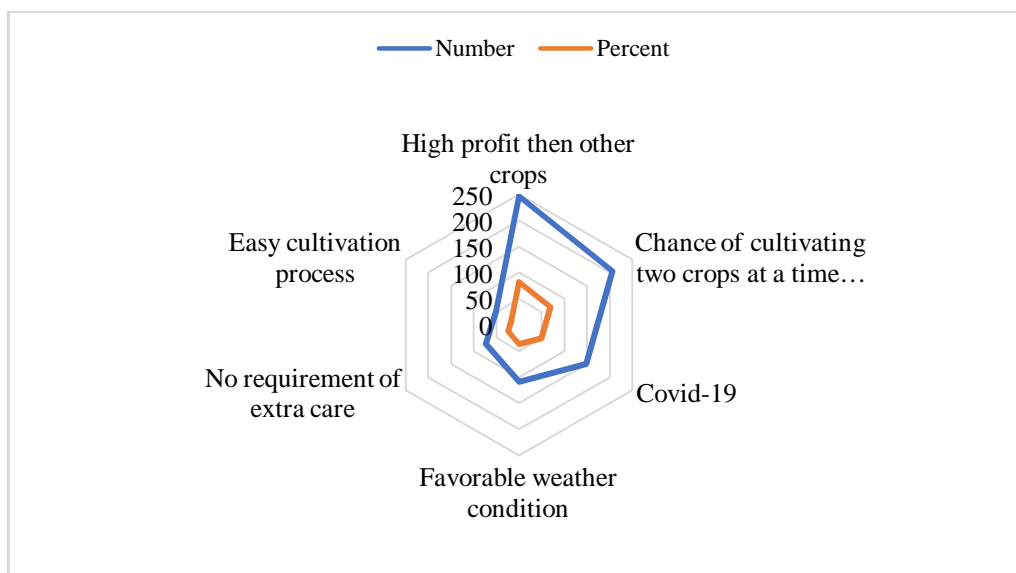 Number
Percent
High profit then other
crops
250
200
150
100
50
0
Chance of cultivating
two crops at a time…
Covid-19
Favorable weather
condition
No requirement of
extra care
Easy cultivation
process